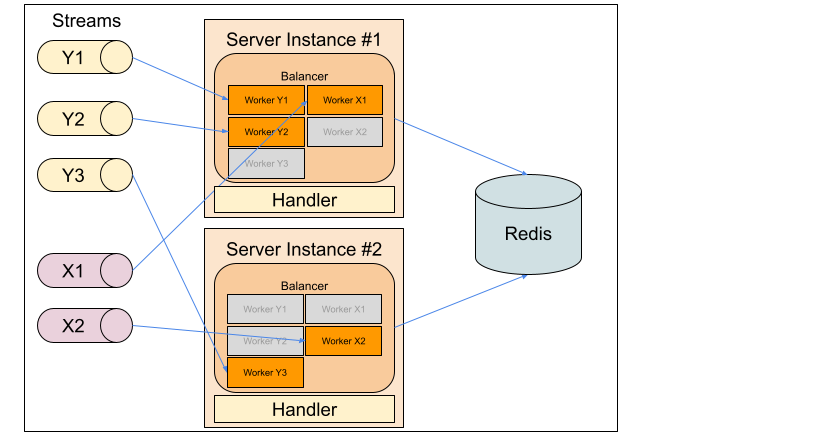 Streams
Y1
Y2
Y3
X1
X2
Server Instance #1
Balancer
Worker Y1
Worker X1
Worker Y2
Worker X2
Worker Y3
Handler
Server Instance #2
Balancer
Worker Y1
Worker X1
Worker Y2
Worker X2
Worker Y3
Handler
Redis